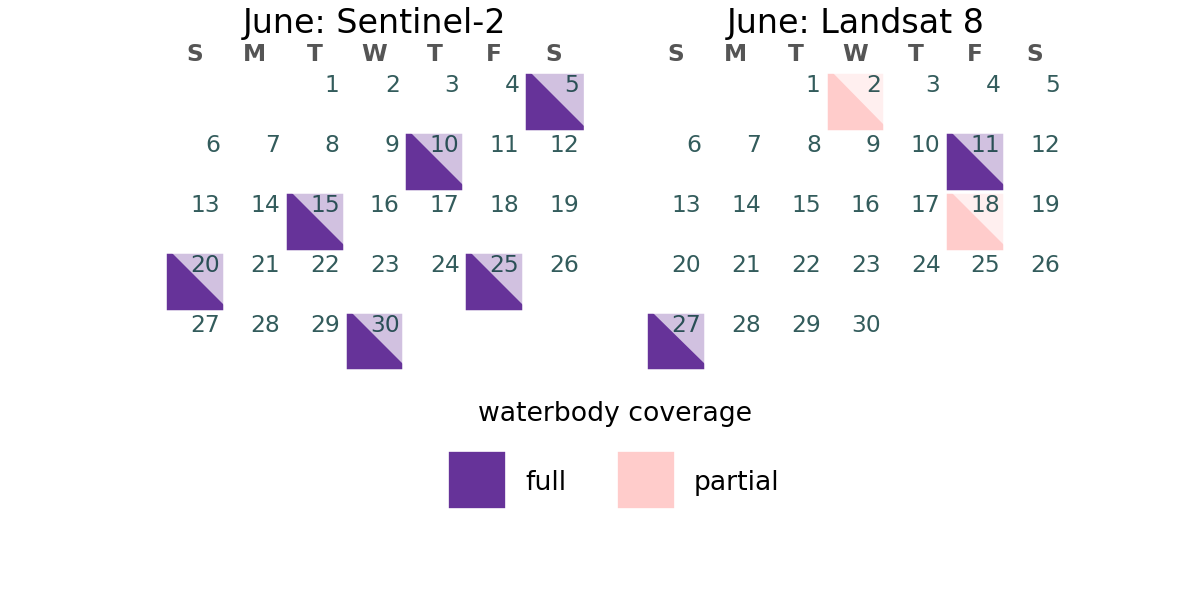 June: Sentinel-2
S M T W T F S
1 2 3 4 5
6 7 8 9 10 11 12
13 14 15 16 17 18 19
20 21 22 23 24 25 26
27 28 29 30
June: Landsat 8
S M T W T F S
1 2 3 4 5
6 7 8 9 10 11 12
13 14 15 16 17 18 19
20 21 22 23 24 25 26
27 28 29 30
waterbody coverage
full
partial